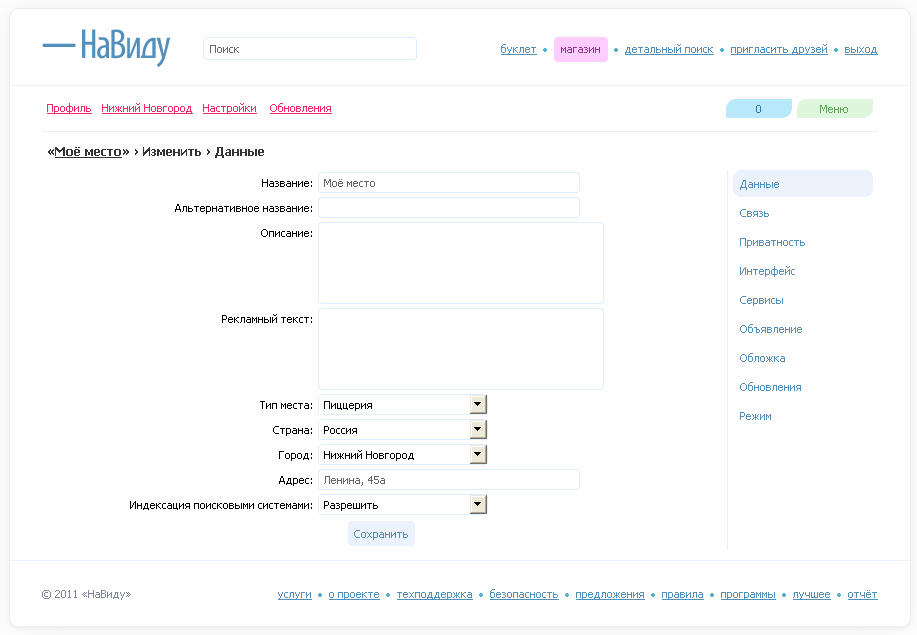 НаВиду
Поиск
буклет • магазин • детальный поиск • пригласить друзей • выход
Профиль Нижний Новгород Настройки Обновления
0 Меню
«Моё место» › Изменить › Данные
Название: Моё место
Альтернативное название:
Описание:
Рекламный текст:
Тип места: Пиццерия
Страна: Россия
Город: Нижний Новгород
Адрес: Ленина, 45а
Индексация поисковыми системами: Разрешить
Сохранить
Данные
Связь
Приватность
Интерфейс
Сервисы
Объявление
Обложка
Обновления
Режим
© 2011 «НаВиду»
услуги • о проекте • техподдержка • безопасность • предложения • правила • программы • лучшее • отчёт